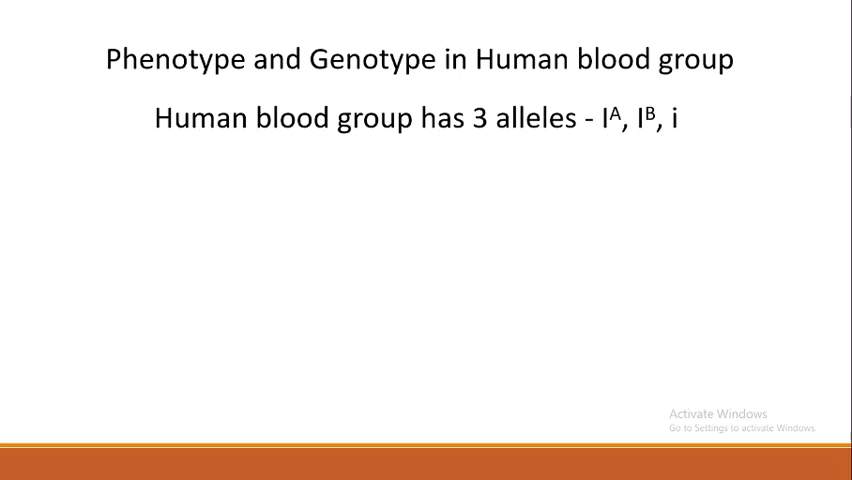 Phenotype and Genotype in Human blood group
Human blood group has 3 alleles - Iᴬ, Iᴮ, i
Activate Windows
Go to Settings to activate Windows.